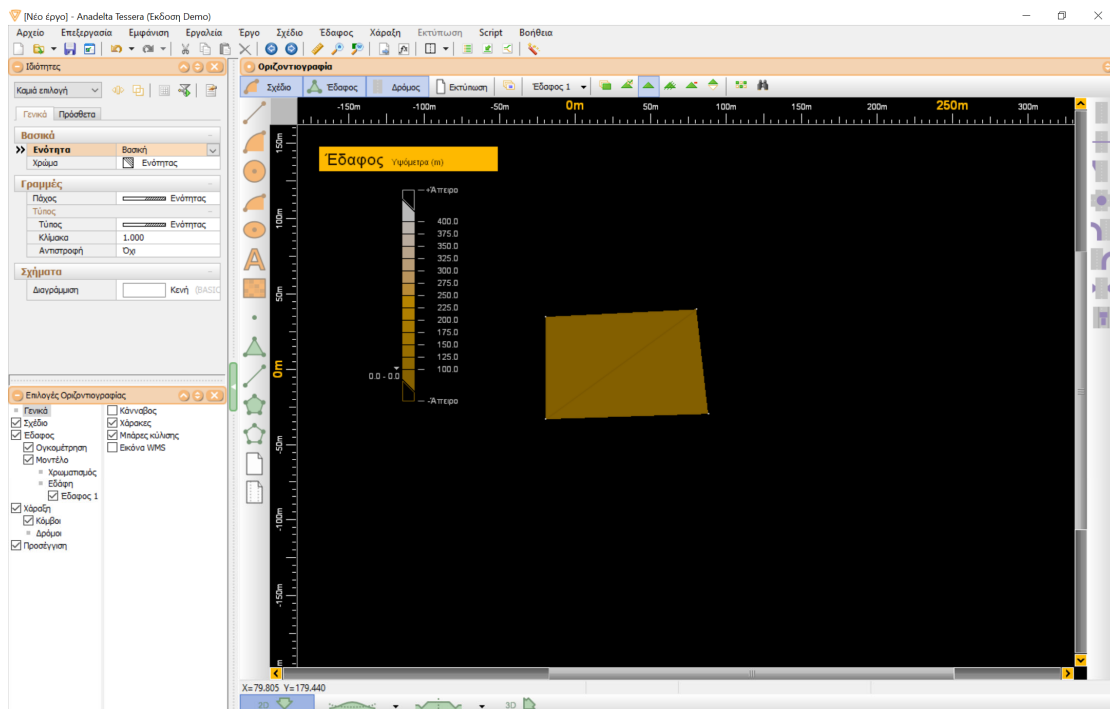 [Νέο έργο] - Anadelta Tessera (Έκδοση Demo)
Αρχείο Επεξεργασία Εμφάνιση Εργαλεία Έργο Σχέδιο Έδαφος Χάραξη Εκτύπωση Script Βοήθεια
Ιδιότητες
Καμιά επιλογή
Γενικά Πρόσθετα
Βασικά
Ενότητα Βασική
Χρώμα Ενότητας
Γραμμές
Πάχος Ενότητας
Τύπος
Τύπος Ενότητας
Κλίμακα 1.000
Αντιστροφή Όχι
Σχήματα
Διαγράμμιση Κενή (BASIC
Επιλογές Οριζοντιογραφίας
Γενικά
Σχέδιο
Έδαφος
Ογκομέτρηση
Μοντέλο
Χρωματισμός
Εδάφη
Έδαφος 1
Χάραξη
Κόμβοι
Δρόμοι
Προσέγγιση
Κάνναβος
Χάρακες
Μπάρες κύλισης
Εικόνα WMS
Οριζοντιογραφία
Σχέδιο Έδαφος Δρόμος Εκτύπωση Έδαφος 1
-150m -100m -50m 0m 50m 100m 150m 200m 250m 300m
150m
100m
50m
0m
-50m
-100m
-150m
Έδαφος Υψόμετρα (m)
+Άπειρο
400.0
375.0
350.0
325.0
300.0
275.0
250.0
225.0
200.0
175.0
150.0
125.0
100.0
0.0 - 0.0
-Άπειρο
X=79.805 Y=179.440
2D 3D